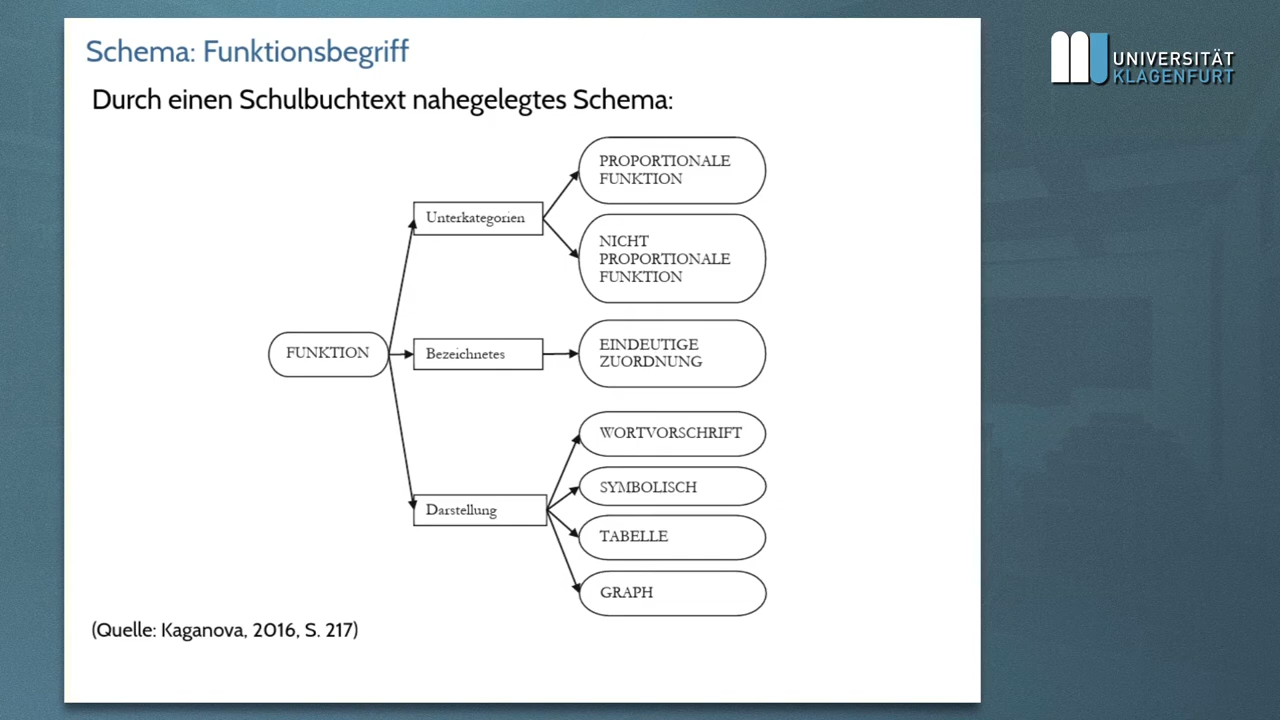 Schema: Funktionsbegriff
Durch einen Schulbuchtext nahegelegtes Schema:
FUNKTION
Unterkategorien
PROPORTIONALE
FUNKTION
NICHT
PROPORTIONALE
FUNKTION
Bezeichnetes
EINDEUTIGE
ZUORDNUNG
Darstellung
WORTVORSCHRIFT
SYMBOLISCH
TABELLE
GRAPH
(Quelle: Kaganova, 2016, S. 217)
UNIVERSITÄT
KLAGENFURT